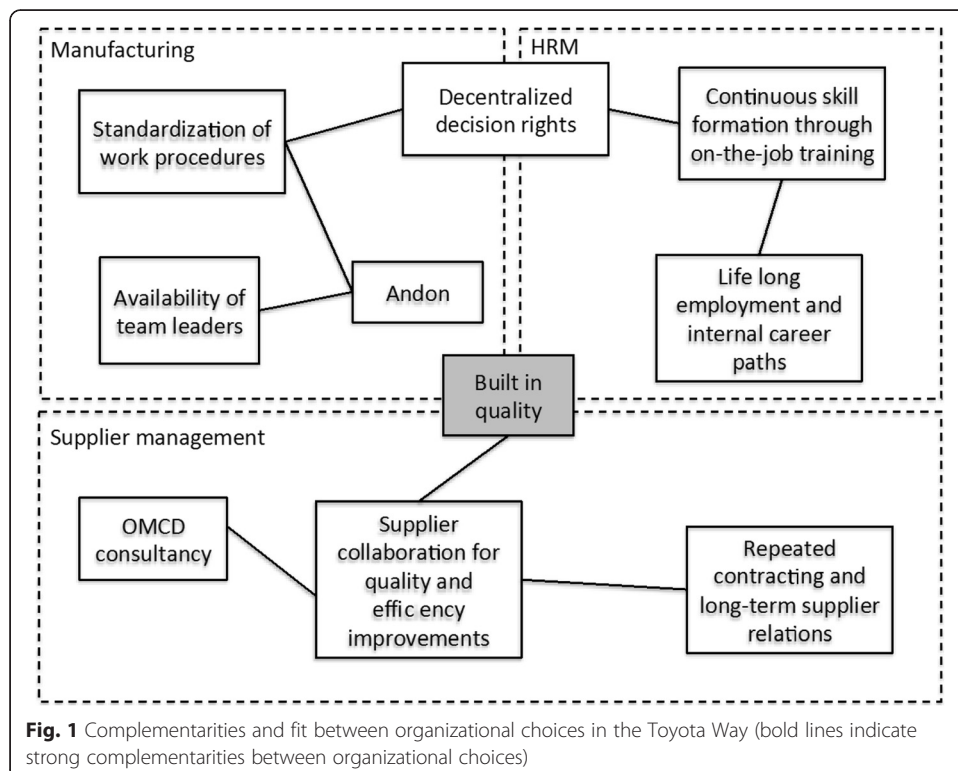 Manufacturing
HRM
Decentralized
decision rights
Continuous skill
formation through
on-the-job training
Standardization of
work procedures
Availability of
team leaders
Andon
Life long
employment and
internal career
paths
Built in
quality
Supplier management
OMCD
consultancy
Supplier
collaboration for
quality and
effic ency
improvements
Repeated
contracting and
long-term supplier
relations
Fig. 1 Complementarities and fit between organizational choices in the Toyota Way (bold lines indicate
strong complementarities between organizational choices)